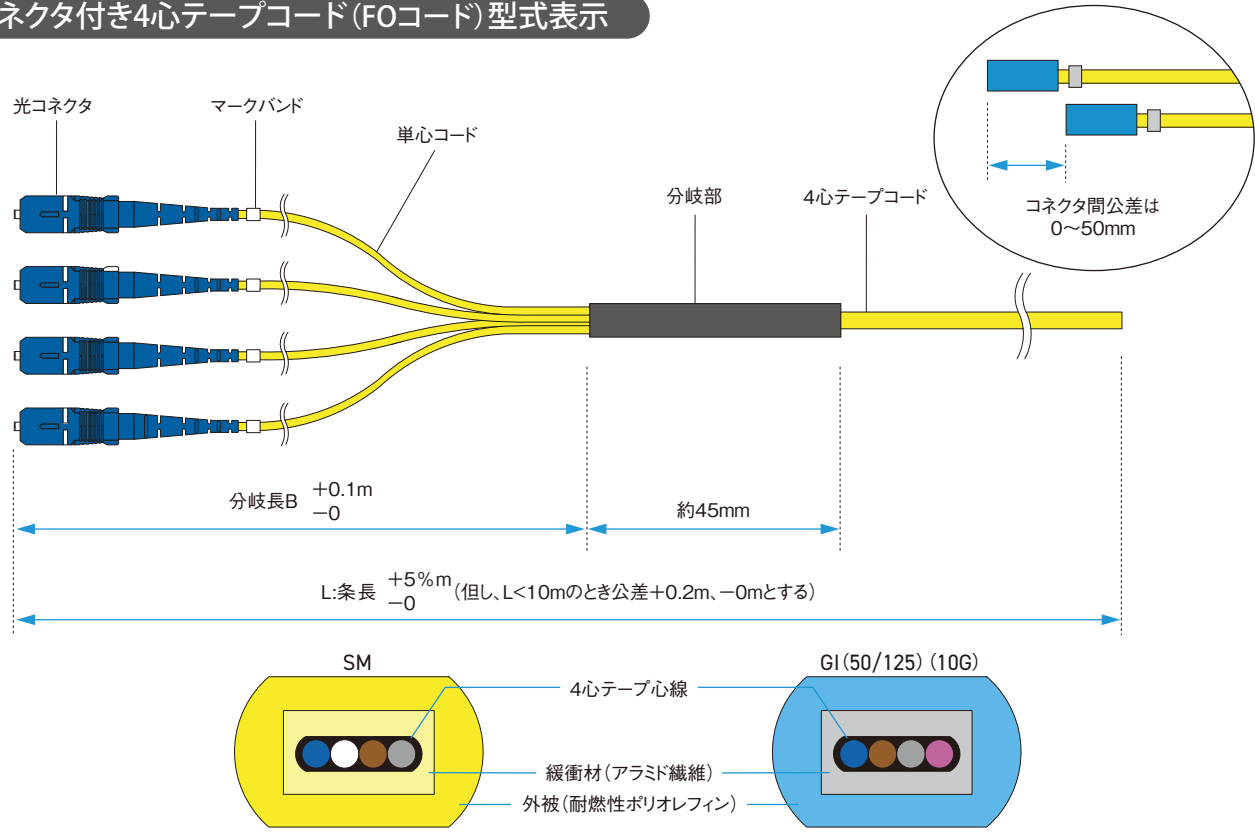 ネクタ付き4心テープコード(FOコード)型式表示
光コネクタ
マークバンド
単心コード
分岐部
4心テープコード
コネクタ間公差は
0〜50mm
分岐長B +0.1m
−0
約45mm
L:条長 +5%m(但し、L<10mのとき公差+0.2m、−0mとする)
−0
SM
GI(50/125)(10G)
4心テープ心線
緩衝材(アラミド繊維)
外被(耐燃性ポリオレフィン)